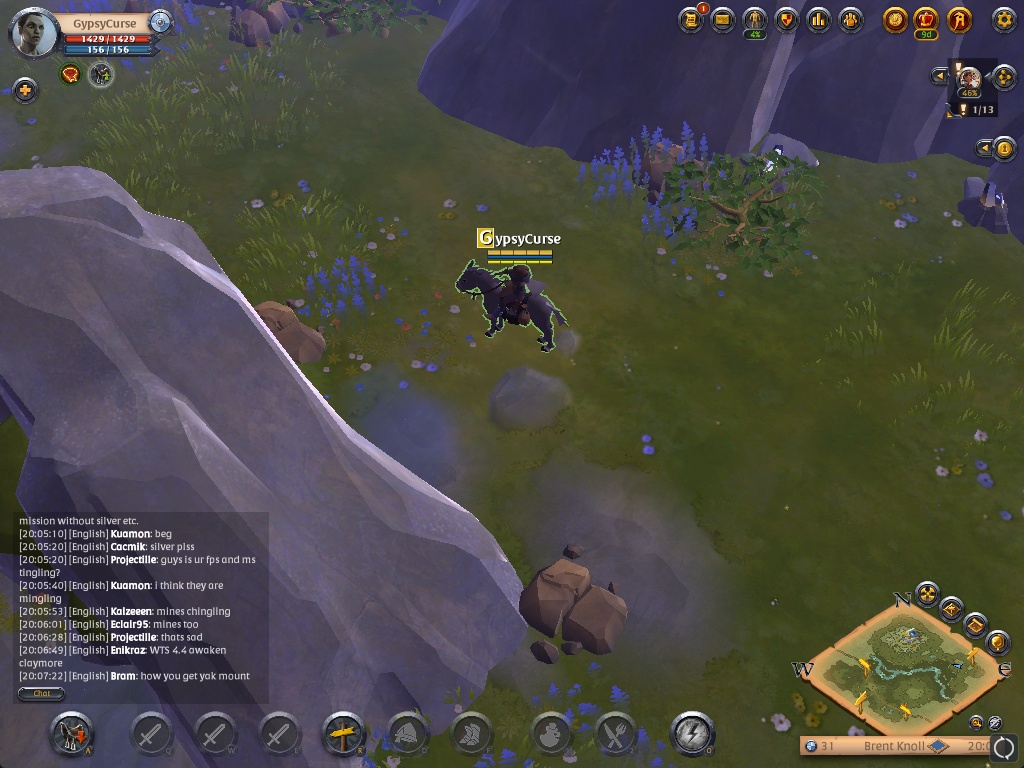 GypsyCurse
1429 / 1429
156 / 156
1
4%
9d
46%
1/13
1
GypsyCurse
mission without silver etc.
[20:05:10] [English] Kuamon: beg
[20:05:20] [English] Cacmik: silver plss
[20:05:20] [English] Projectille: guys is ur fps and ms
tingling?
[20:05:40] [English] Kuamon: i think they are
mingling
[20:05:53] [English] Kaizeeen: mines chingling
[20:06:01] [English] Eclair95: mines too
[20:06:28] [English] Projectille: thats sad
[20:06:49] [English] Enikraz: WTS 4.4 awaken
claymore
[20:07:22] [English] Bram: how you get yak mount
Chat
N
W
E
A
Q
W
E
R
D
F
31
Brent Knoll